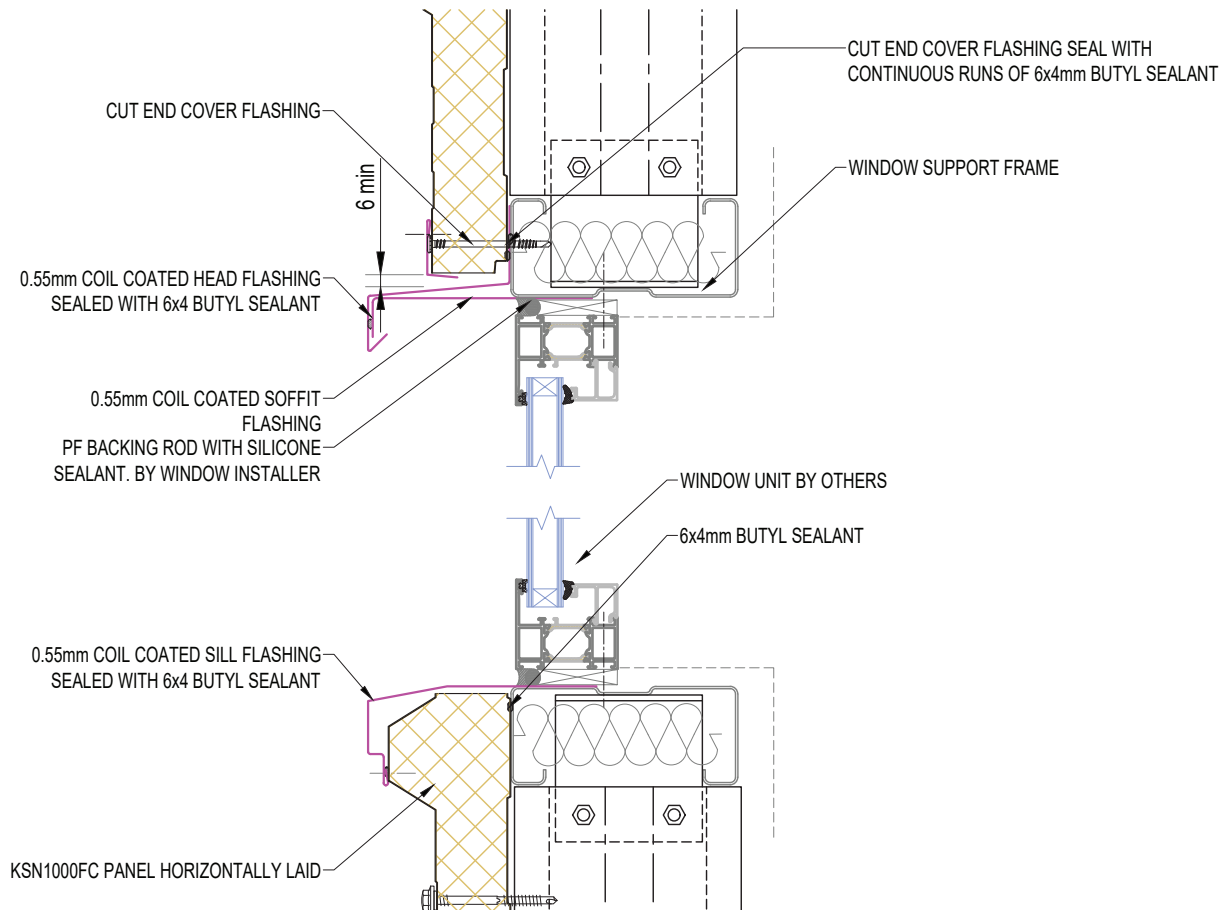 CUT END COVER FLASHING SEAL WITH
CONTINUOUS RUNS OF 6x4mm BUTYL SEALANT
CUT END COVER FLASHING
WINDOW SUPPORT FRAME
6 min
0.55mm COIL COATED HEAD FLASHING
SEALED WITH 6x4 BUTYL SEALANT
0.55mm COIL COATED SOFFIT
FLASHING
PF BACKING ROD WITH SILICONE
SEALANT. BY WINDOW INSTALLER
WINDOW UNIT BY OTHERS
6x4mm BUTYL SEALANT
0.55mm COIL COATED SILL FLASHING
SEALED WITH 6x4 BUTYL SEALANT
KSN1000FC PANEL HORIZONTALLY LAID